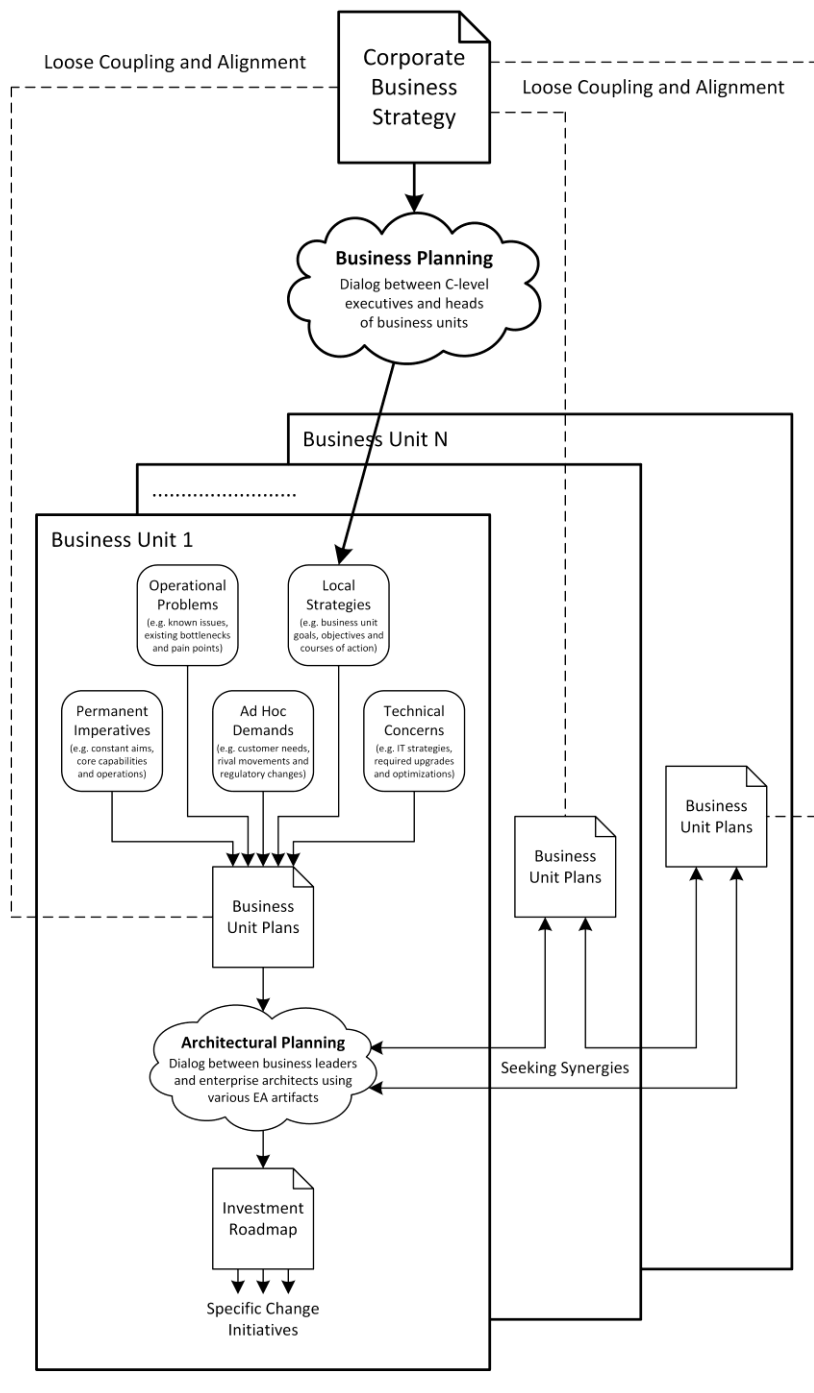 Loose Coupling and Alignment
Corporate
Business
Strategy
Loose Coupling and Alignment
Business Planning
Dialog between C-level
executives and heads
of business units
Business Unit N
.........................
Business Unit 1
Operational
Problems
(e.g. known issues,
existing bottlenecks
and pain points)
Local
Strategies
(e.g. business unit
goals, objectives and
courses of action)
Permanent
Imperatives
(e.g. constant aims,
core capabilities
and operations)
Ad Hoc
Demands
(e.g. customer needs,
rival movements and
regulatory changes)
Technical
Concerns
(e.g. IT strategies,
required upgrades
and optimizations)
Business
Unit Plans
Business
Unit Plans
Business
Unit Plans
Architectural Planning
Dialog between business leaders
and enterprise architects using
various EA artifacts
Seeking Synergies
Investment
Roadmap
Specific Change
Initiatives